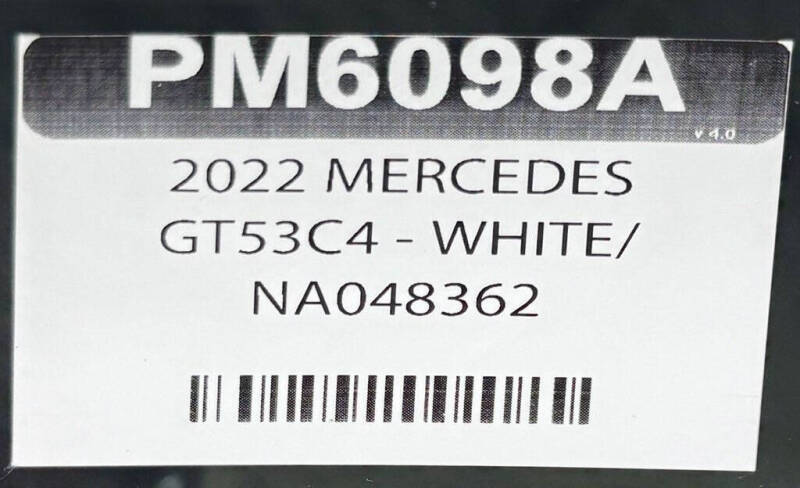 PM6098A
v 4.0
2022 MERCEDES
GT53C4 - WHITE/
NA048362